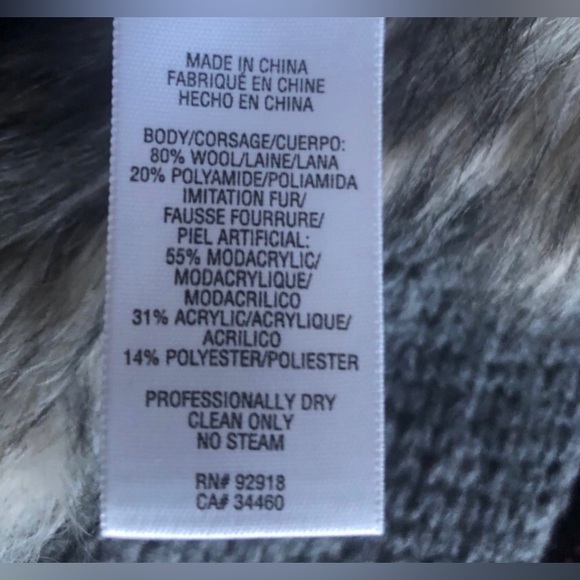 MADE IN CHINA
FABRIQUÉ EN CHINE
HECHO EN CHINA
BODY/CORSAGE/CUERPO:
80% WOOL/LAINE/LANA
20% POLYAMIDE/POLIAMIDA
IMITATION FUR/
FAUSSE FOURRURE/
PIEL ARTIFICIAL:
55% MODACRYLIC/
MODACRYLIQUE/
MODACRILICO
31% ACRYLIC/ACRYLIQUE/
ACRILICO
14% POLYESTER/POLIESTER
PROFESSIONALLY DRY
CLEAN ONLY
NO STEAM
RN# 92918
CA# 34460